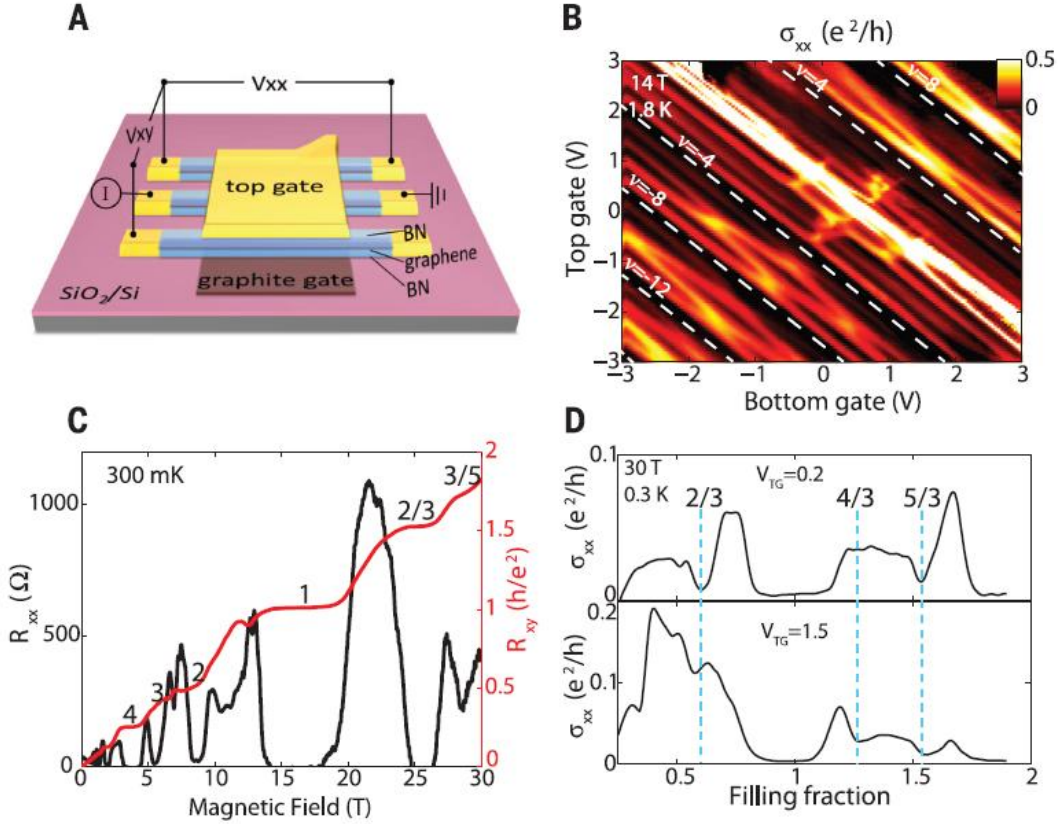 A
Vxx
Vxy
I
top gate
BN
graphene
graphite gate
BN
SiO2/Si
B
σxx (e²/h)
0.5
0
14 T
1.8 K
ν=4
ν=8
ν=-4
ν=-8
ν=-12
Top gate (V)
3
2
1
0
−1
−2
−3
−3
−2
−1
0
1
2
3
Bottom gate (V)
C
300 mK
Rxx (Ω)
1000
500
0
4
3
2
1
2/3
3/5
2
1.5
1
0.5
0
Rxy (h/e²)
0
5
10
15
20
25
30
Magnetic Field (T)
D
0.1
30 T
0.3 K
VTG=0.2
2/3
4/3
5/3
σxx (e²/h)
0
0.2
VTG=1.5
0.1
σxx (e²/h)
0
0.5
1
1.5
2
Filling fraction